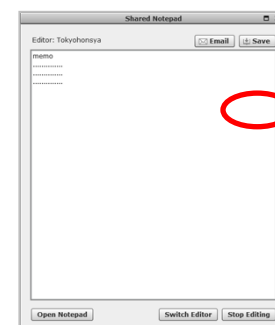 Shared Notepad
Editor: Tokyohonsya
Email
Save
memo
..............
..............
..............
Open Notepad
Switch Editor
Stop Editing